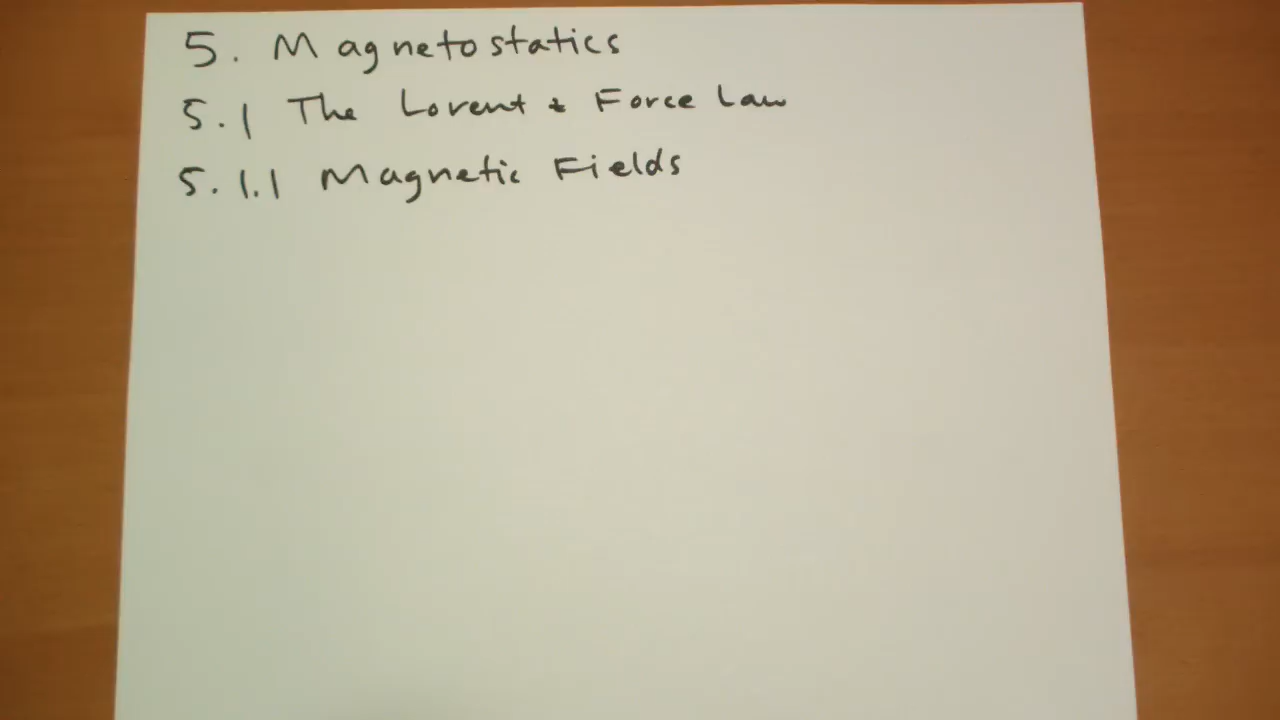 5. Magnetostatics
5.1 The Lorentz Force Law
5.1.1 Magnetic Fields